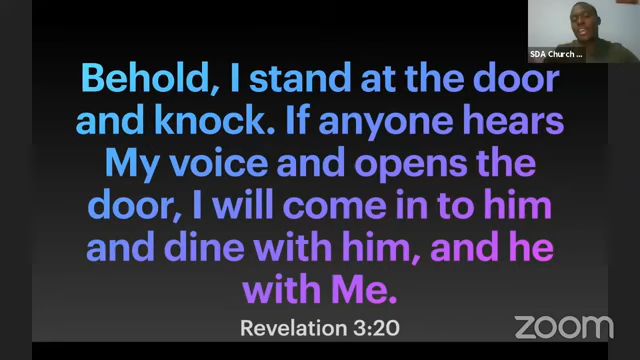 SDA Church ...
Behold, I stand at the door
and knock. If anyone hears
My voice and opens the
door, I will come in to him
and dine with him, and he
with Me.
Revelation 3:20
zoom